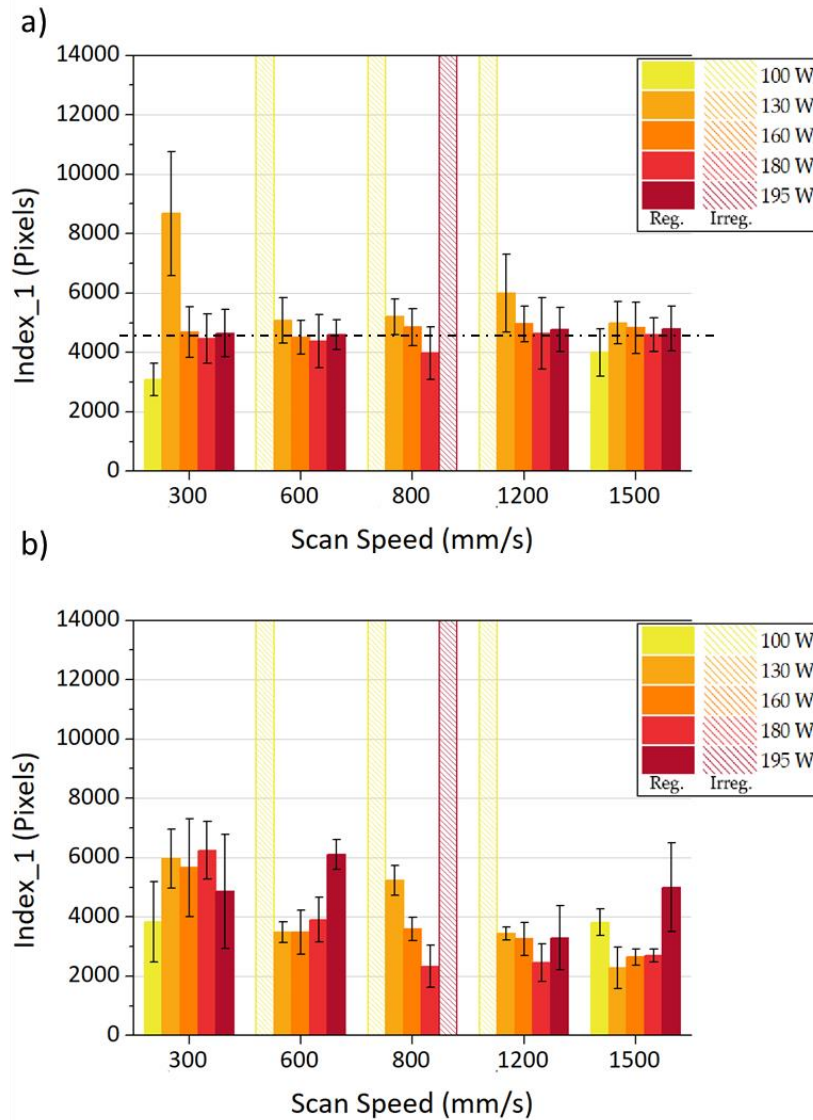 a)
14000
12000
10000
8000
6000
4000
2000
0
Index_1 (Pixels)
300 600 800 1200 1500
Scan Speed (mm/s)
100 W
130 W
160 W
180 W
195 W
Reg. Irreg.
b)
14000
12000
10000
8000
6000
4000
2000
0
Index_1 (Pixels)
300 600 800 1200 1500
Scan Speed (mm/s)
100 W
130 W
160 W
180 W
195 W
Reg. Irreg.